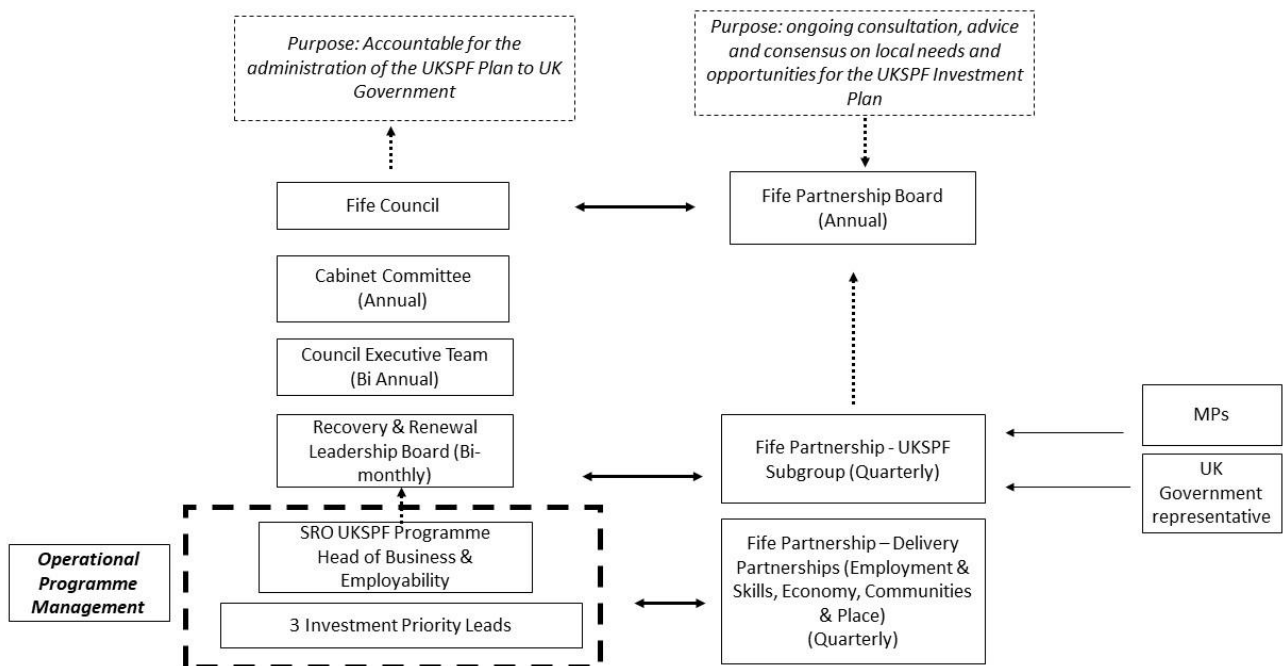 Purpose: Accountable for the
administration of the UKSPF Plan to UK
Government
Purpose: ongoing consultation, advice
and consensus on local needs and
opportunities for the UKSPF Investment
Plan
Fife Council
Fife Partnership Board
(Annual)
Cabinet Committee
(Annual)
Council Executive Team
(Bi Annual)
Recovery & Renewal
Leadership Board (Bi-
monthly)
Fife Partnership - UKSPF
Subgroup (Quarterly)
MPs
UK
Government
representative
Operational
Programme
Management
SRO UKSPF Programme
Head of Business &
Employability
3 Investment Priority Leads
Fife Partnership – Delivery
Partnerships (Employment &
Skills, Economy, Communities
& Place)
(Quarterly)